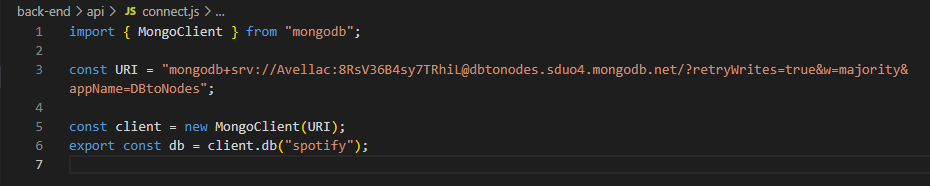 back-end > api > JS connect.js > ...
1 import { MongoClient } from "mongodb";
2
3 const URI = "mongodb+srv://Avellac:8RsV36B4sy7TRhiL@dbtonodes.sduo4.mongodb.net/?retryWrites=true&w=majority&
appName=DBtoNodes";
4
5 const client = new MongoClient(URI);
6 export const db = client.db("spotify");
7